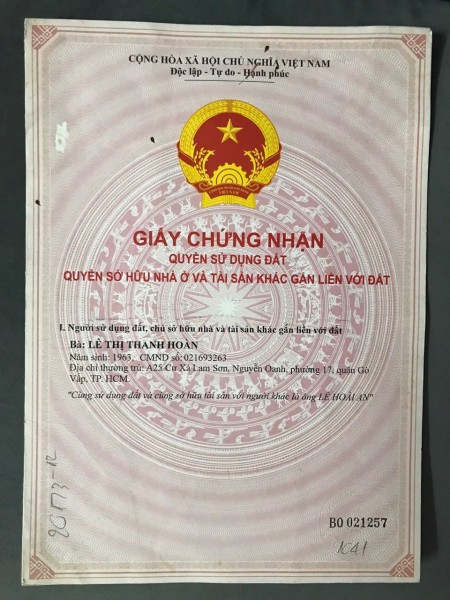 CỘNG HÒA XÃ HỘI CHỦ NGHĨA VIỆT NAM
Độc lập - Tự do - Hạnh phúc
GIẤY CHỨNG NHẬN
QUYỀN SỬ DỤNG ĐẤT
QUYỀN SỞ HỮU NHÀ Ở VÀ TÀI SẢN KHÁC GẮN LIỀN VỚI ĐẤT
I. Người sử dụng đất, chủ sở hữu nhà và tài sản khác gắn liền với đất
Bà: LÊ THỊ THANH HOÀN
Năm sinh: 1963, CMND số: 021693263
Địa chỉ thường trú: A25 Cư Xá Lam Sơn, Nguyễn Oanh, phường 17, quận Gò
Vấp, TP. HCM.
"Cùng sử dụng đất và cùng sở hữu tài sản với người khác là ông LÊ HOÀI AN"
BO 021257
1041